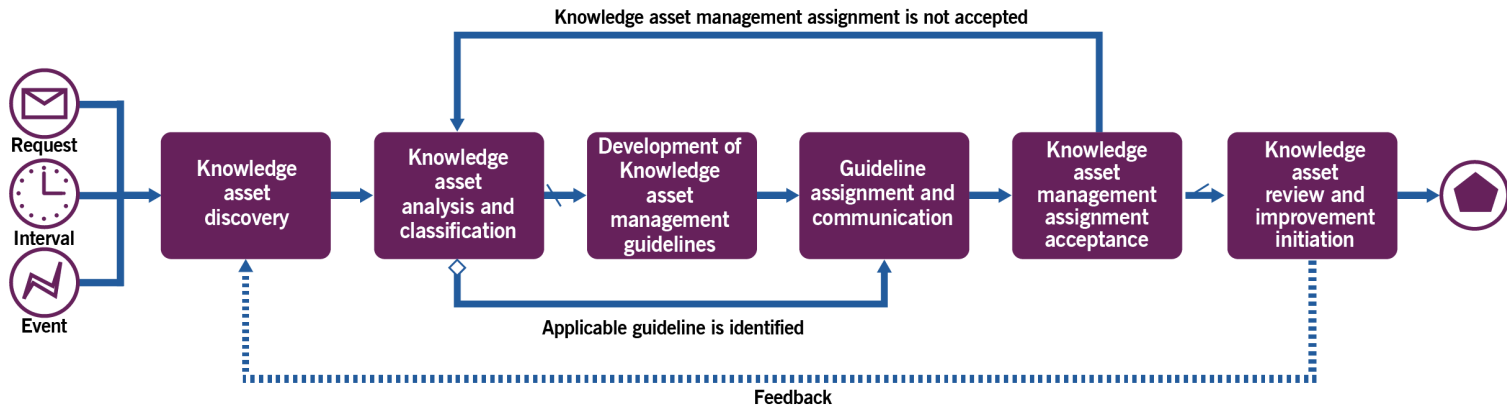 Knowledge asset management assignment is not accepted
Request
Interval
Event
Knowledge
asset
discovery
Knowledge
asset
analysis and
classification
Development of
Knowledge
asset
management
guidelines
Guideline
assignment and
communication
Knowledge
asset
management
assignment
acceptance
Knowledge
asset
review and
improvement
initiation
Applicable guideline is identified
Feedback